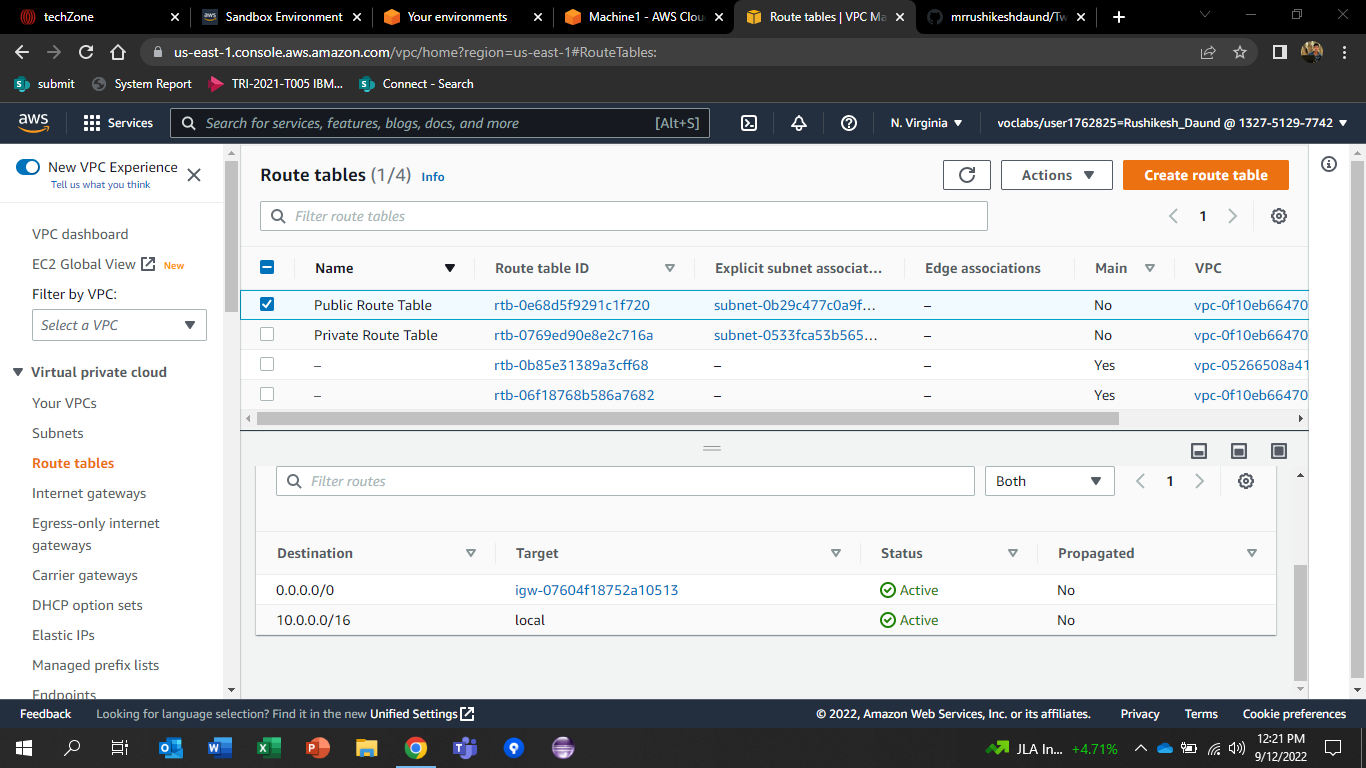 techZone
Sandbox Environment
Your environments
Machine1 - AWS Clou
Route tables | VPC Ma
mrrushikeshdaund/Tw
us-east-1.console.aws.amazon.com/vpc/home?region=us-east-1#RouteTables:
submit
System Report
TRI-2021-T005 IBM...
Connect - Search
aws
Services
Search for services, features, blogs, docs, and more
[Alt+S]
N. Virginia
voclabs/user1762825=Rushikesh_Daund @ 1327-5129-7742
New VPC Experience
Tell us what you think
VPC dashboard
EC2 Global View
New
Filter by VPC:
Select a VPC
Virtual private cloud
Your VPCs
Subnets
Route tables
Internet gateways
Egress-only internet
gateways
Carrier gateways
DHCP option sets
Elastic IPs
Managed prefix lists
Endpoints
Route tables (1/4) Info
Actions
Create route table
Filter route tables
1
Name Route table ID Explicit subnet associat... Edge associations Main VPC
Public Route Table rtb-0e68d5f9291c1f720 subnet-0b29c477c0a9f... – No vpc-0f10eb66470
Private Route Table rtb-0769ed90e8e2c716a subnet-0533fca53b565... – No vpc-0f10eb66470
– rtb-0b85e31389a3cff68 – – Yes vpc-05266508a41
– rtb-06f18768b586a7682 – – Yes vpc-0f10eb66470
Filter routes
Both
1
Destination Target Status Propagated
0.0.0.0/0 igw-07604f18752a10513 Active No
10.0.0.0/16 local Active No
Feedback
Looking for language selection? Find it in the new Unified Settings
© 2022, Amazon Web Services, Inc. or its affiliates.
Privacy
Terms
Cookie preferences
JLA In... +4.71%
12:21 PM
9/12/2022